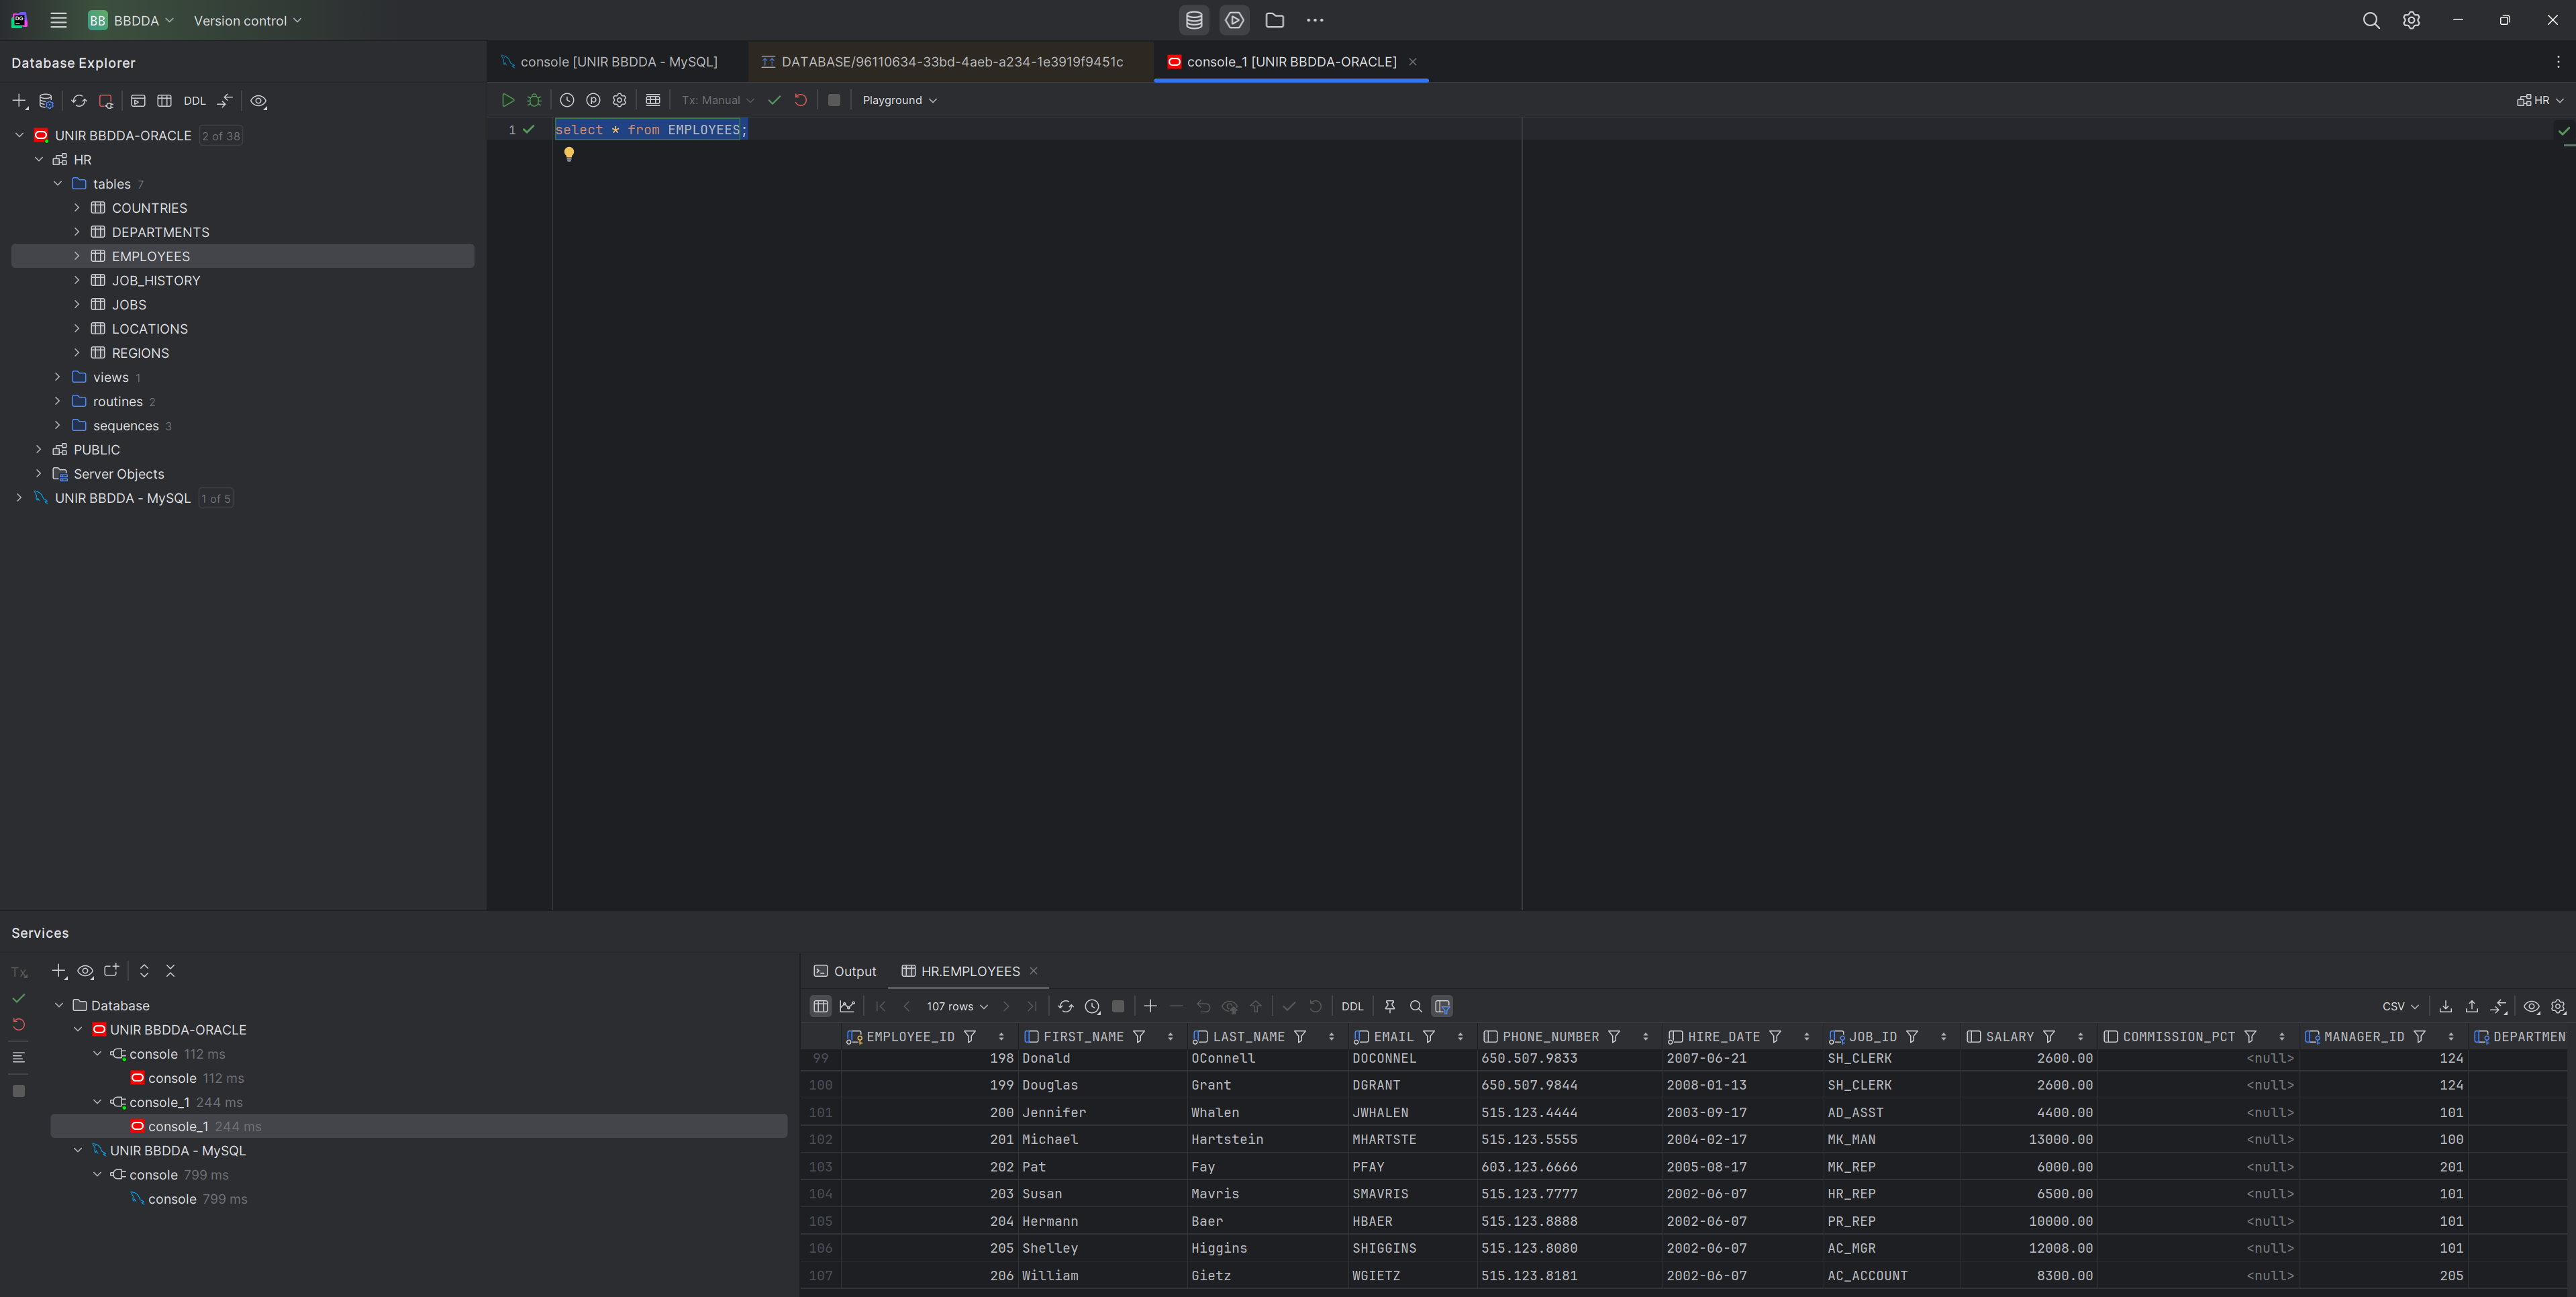 BB BBDDA Version control
Database Explorer
DDL
UNIR BBDDA-ORACLE 2 of 38
HR
tables 7
COUNTRIES
DEPARTMENTS
EMPLOYEES
JOB_HISTORY
JOBS
LOCATIONS
REGIONS
views 1
routines 2
sequences 3
PUBLIC
Server Objects
UNIR BBDDA - MySQL 1 of 5
console [UNIR BBDDA - MySQL] DATABASE/96110634-33bd-4aeb-a234-1e3919f9451c console_1 [UNIR BBDDA-ORACLE]
Tx: Manual Playground HR
1 select * from EMPLOYEES;
Services
Tx
Database
UNIR BBDDA-ORACLE
console 112 ms
console 112 ms
console_1 244 ms
console_1 244 ms
UNIR BBDDA - MySQL
console 799 ms
console 799 ms
Output HR.EMPLOYEES
107 rows DDL CSV
EMPLOYEE_ID FIRST_NAME LAST_NAME EMAIL PHONE_NUMBER HIRE_DATE JOB_ID SALARY COMMISSION_PCT MANAGER_ID DEPARTMEN
99 198 Donald OConnell DOCONNEL 650.507.9833 2007-06-21 SH_CLERK 2600.00 <null> 124
100 199 Douglas Grant DGRANT 650.507.9844 2008-01-13 SH_CLERK 2600.00 <null> 124
101 200 Jennifer Whalen JWHALEN 515.123.4444 2003-09-17 AD_ASST 4400.00 <null> 101
102 201 Michael Hartstein MHARTSTE 515.123.5555 2004-02-17 MK_MAN 13000.00 <null> 100
103 202 Pat Fay PFAY 603.123.6666 2005-08-17 MK_REP 6000.00 <null> 201
104 203 Susan Mavris SMAVRIS 515.123.7777 2002-06-07 HR_REP 6500.00 <null> 101
105 204 Hermann Baer HBAER 515.123.8888 2002-06-07 PR_REP 10000.00 <null> 101
106 205 Shelley Higgins SHIGGINS 515.123.8080 2002-06-07 AC_MGR 12008.00 <null> 101
107 206 William Gietz WGIETZ 515.123.8181 2002-06-07 AC_ACCOUNT 8300.00 <null> 205